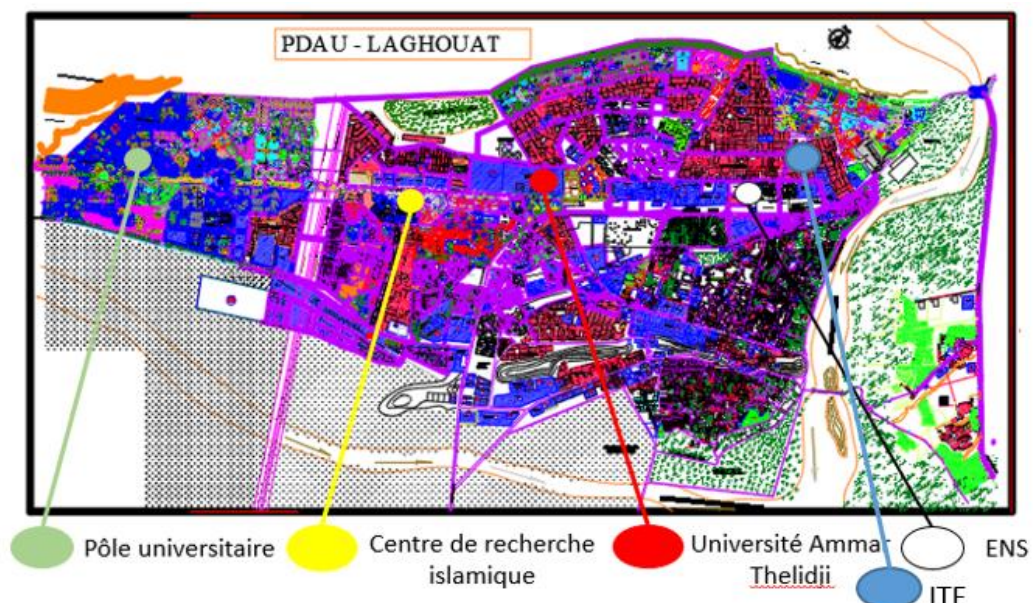 PDAU - LAGHOUAT
Pôle universitaire
Centre de recherche
islamique
Université Ammar
Thelidji
ENS
ITE